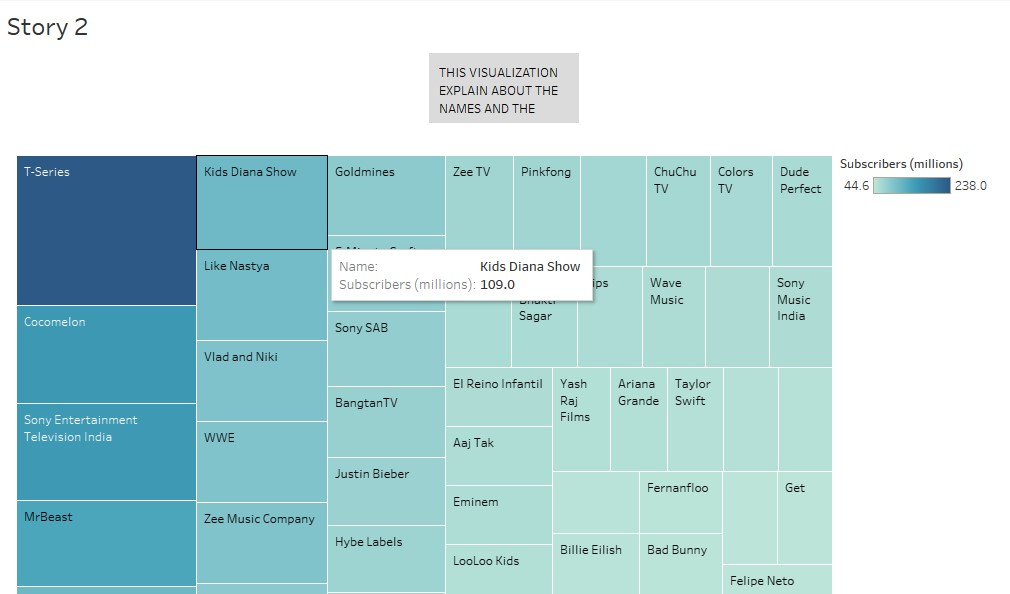 Story 2
THIS VISUALIZATION
EXPLAIN ABOUT THE
NAMES AND THE
T-Series
Cocomelon
Sony Entertainment
Television India
MrBeast
Kids Diana Show
Like Nastya
Vlad and Niki
WWE
Zee Music Company
Goldmines
Sony SAB
BangtanTV
Justin Bieber
Hybe Labels
Zee TV
Pinkfong
ChuChu
TV
Colors
TV
Dude
Perfect
Name: Kids Diana Show
Subscribers (millions): 109.0
Sagar
Wave
Music
Sony
Music
India
El Reino Infantil
Aaj Tak
Eminem
LooLoo Kids
Yash
Raj
Films
Ariana
Grande
Taylor
Swift
Fernanfloo
Get
Billie Eilish
Bad Bunny
Felipe Neto
Subscribers (millions)
44.6 238.0